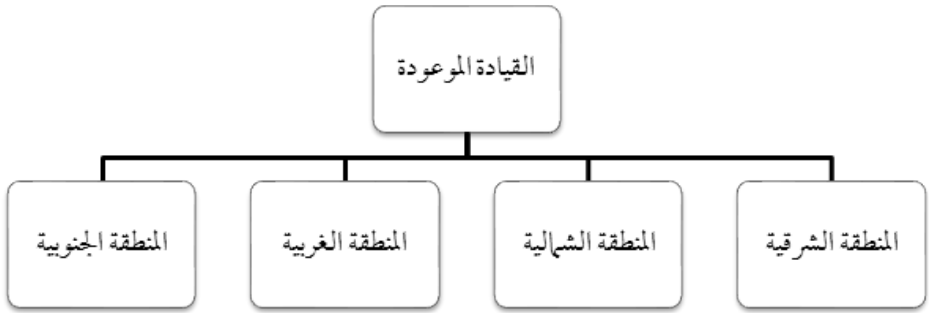 القيادة الموعودة
المنطقة الشرقية
المنطقة الشمالية
المنطقة الغربية
المنطقة الجنوبية